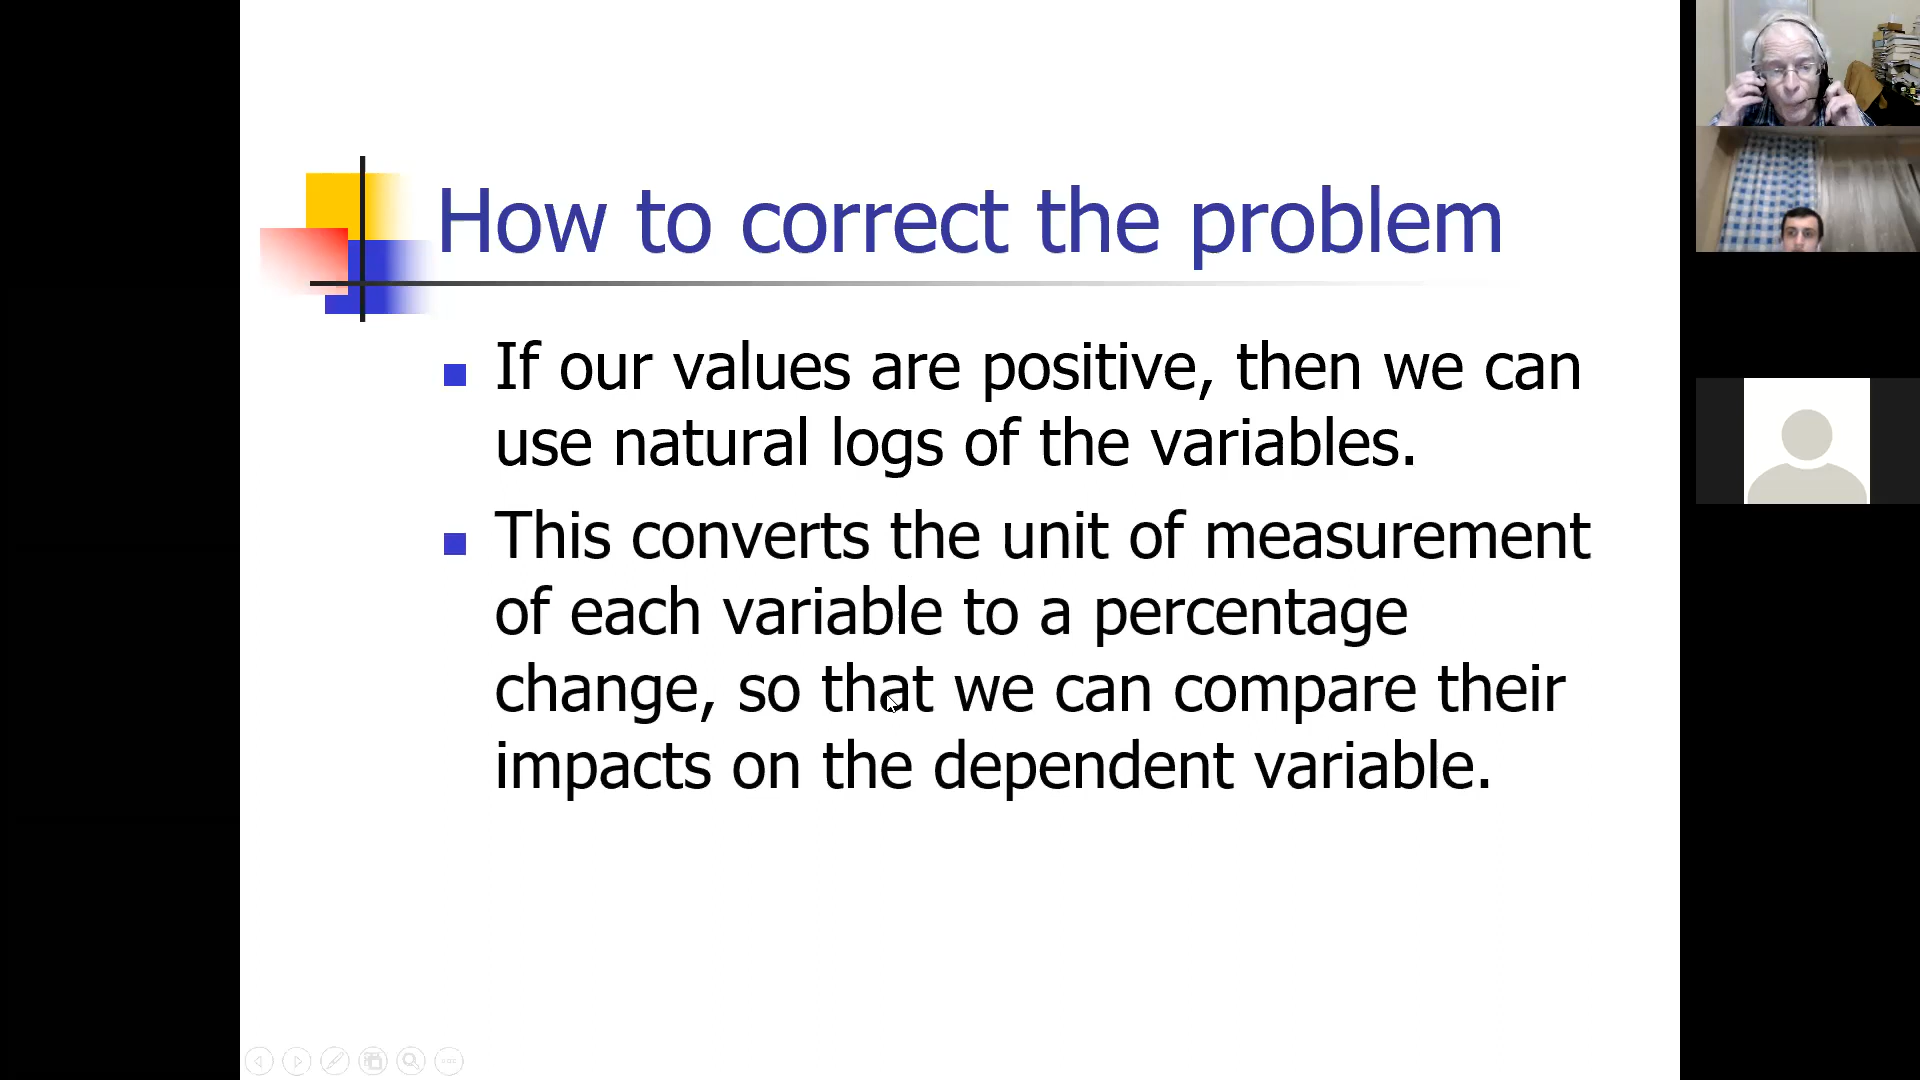 How to correct the problem
If our values are positive, then we can
use natural logs of the variables.
This converts the unit of measurement
of each variable to a percentage
change, so that we can compare their
impacts on the dependent variable.